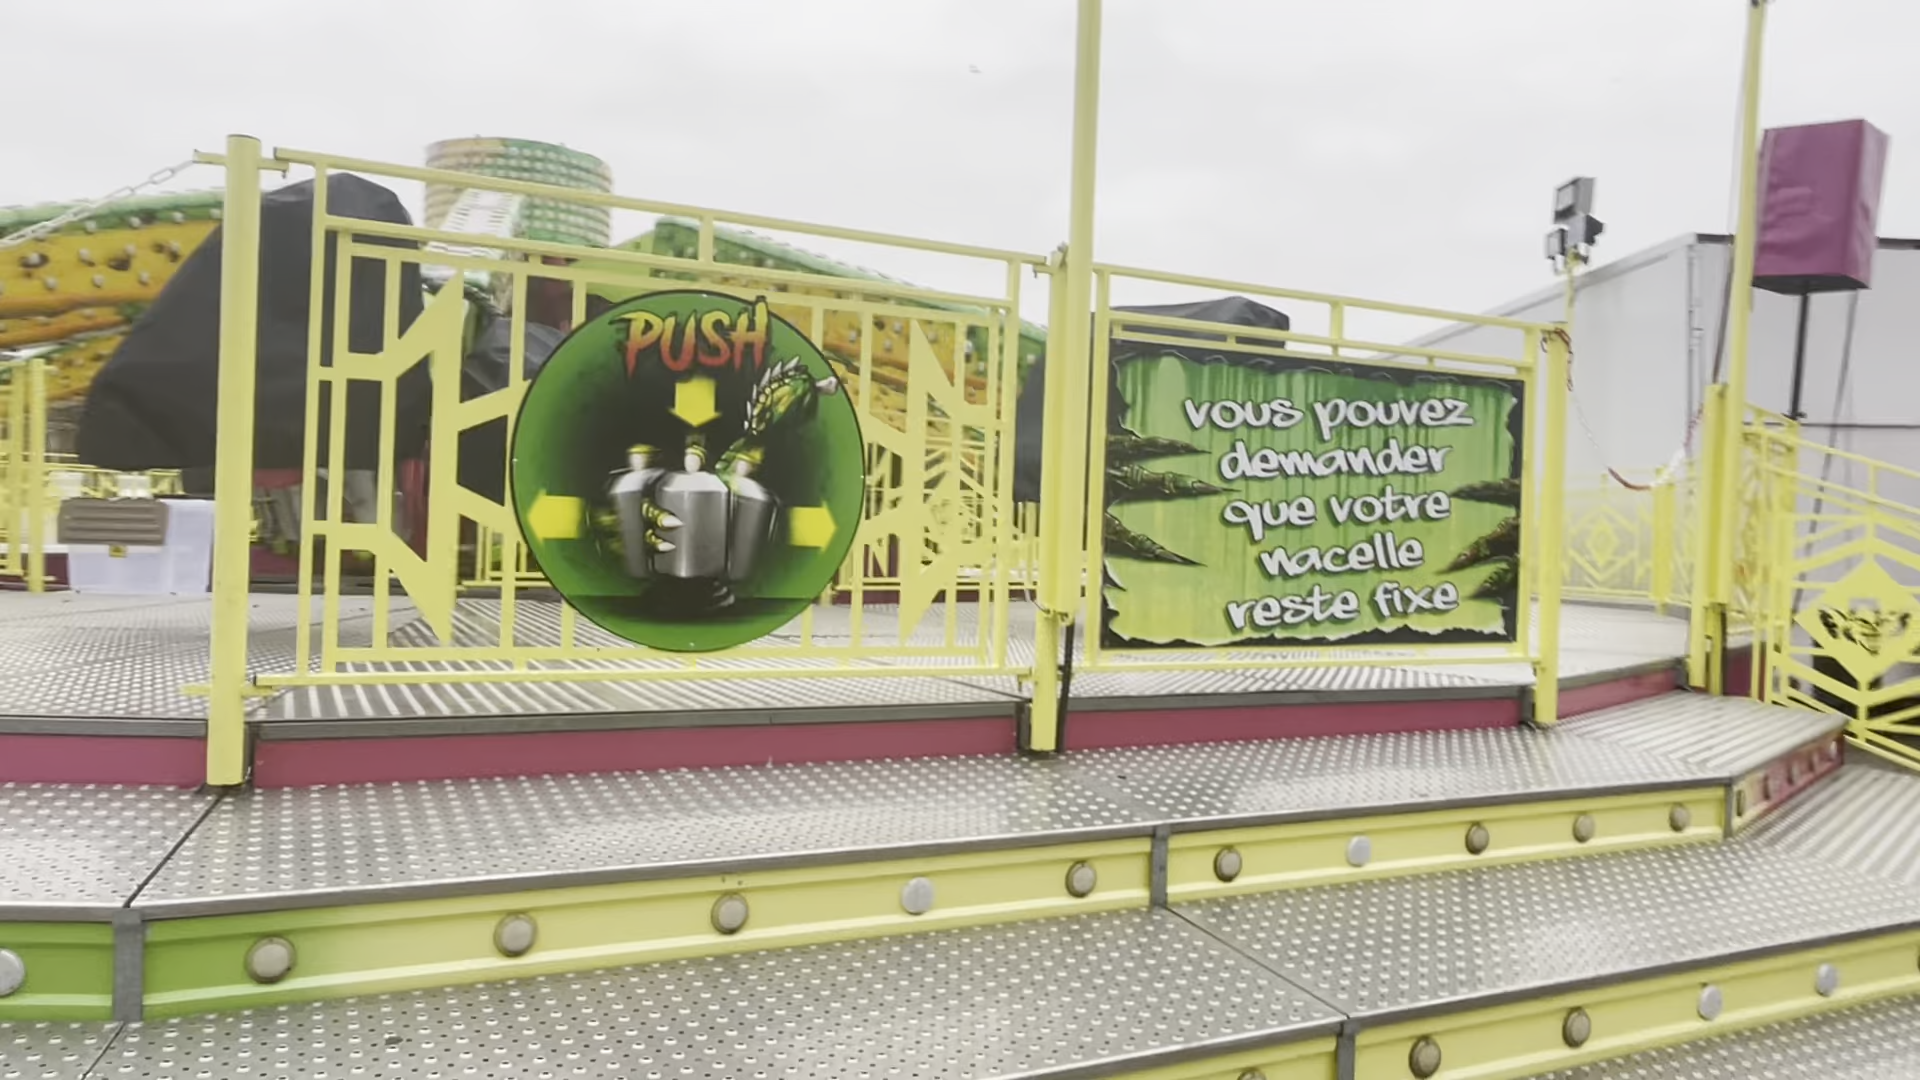 PUSH
vous pouvez
demander
que votre
nacelle
reste fixe